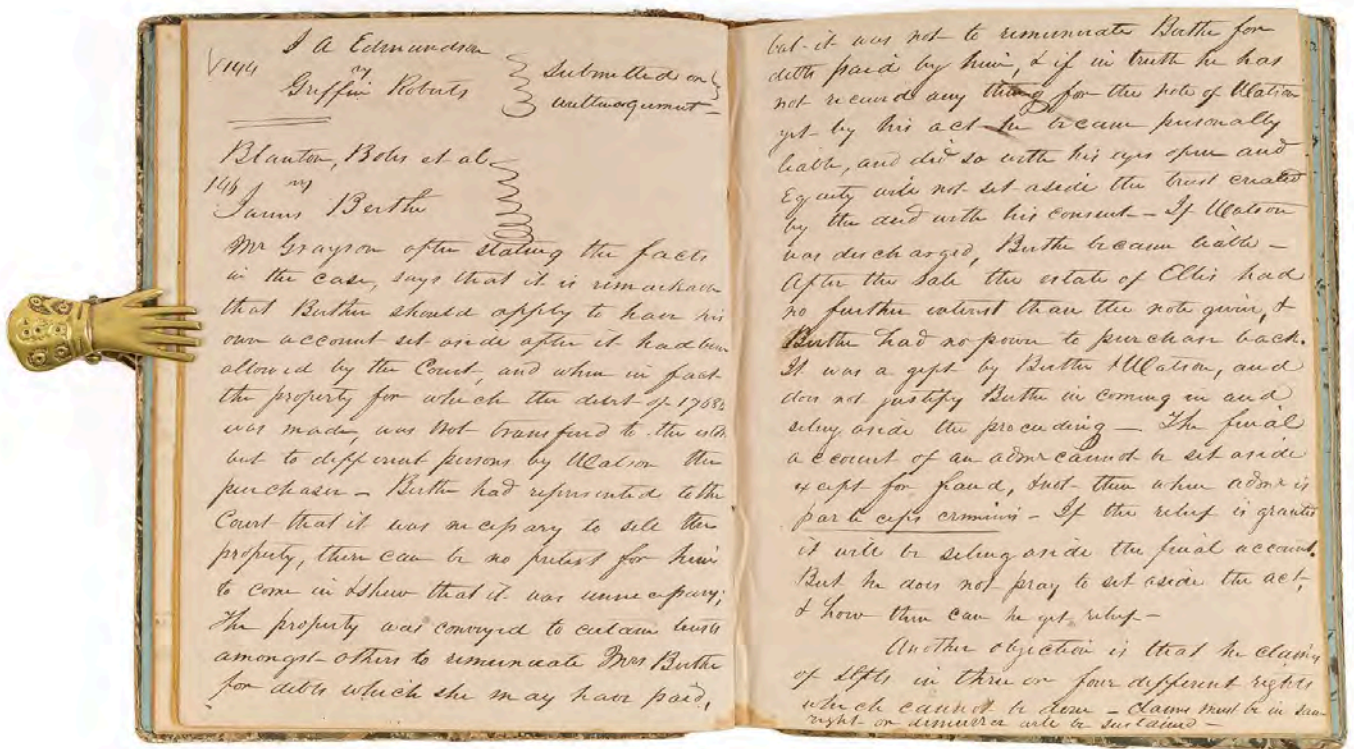 J A Edmundson
144 vs
Griffin Roberts
Submitted on
written argument -
Blanton, Bohs et al -
146 vs
James Berthe
Mr Grayson after stating the facts
in the case, says that it is remarkable
that Berthe should apply to have his
own account set aside after it had been
allowed by the Court, and when in fact
the property for which the debt of 1768
was made, was not transferred to the estate
but to different persons by Watson the
purchaser - Berthe had represented to the
Court that it was necessary to sell the
property, there can be no pretext for him
to come in & shew that it was unnecessary;
The property was conveyed to certain trusts
amongst others to remunerate Mrs Berthe
for debts which she may have paid,
but it was not to remunerate Berthe for
debts paid by him, & if in truth he has
not received any thing for the note of Watson
yet by his act he became personally
liable, and did so with his eyes open and
Equity will not set aside the trust created
by the deed with his consent - If Watson
was discharged, Berthe became liable -
After the Sale the estate of Ellis had
no further interest than the note given, &
Berthe had no power to purchase back.
It was a gift by Berthe & Watson, and
does not justify Berthe in coming in and
seting aside the proceeding - The final
account of an admr cannot be set aside
except for fraud, & not then when admr is
particeps criminis - If the relief is granted
it will be seting aside the final account.
But he does not pray to set aside the act,
& how then can he get relief -
Another objection is that he claims
of Defts in three or four different rights
which cannot be done - Claims must be in same
right or demurrer will be sustained -